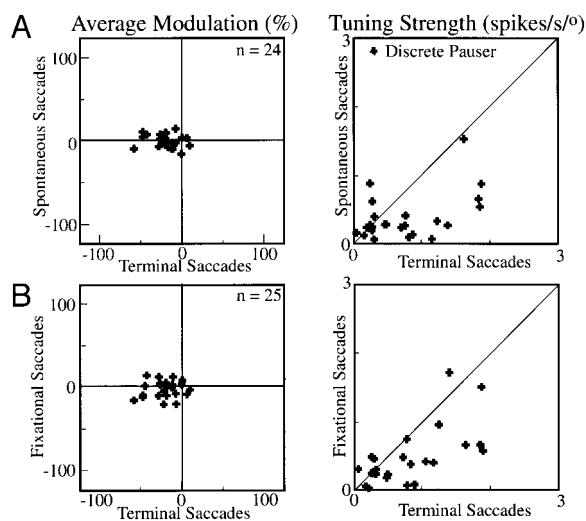 A
Average Modulation (%)
Tuning Strength (spikes/s/º)
n = 24
Discrete Pauser
100
0
-100
Spontaneous Saccades
-100 0 100
Terminal Saccades
3
0
Spontaneous Saccades
0 3
Terminal Saccades
B
n = 25
100
0
-100
Fixational Saccades
-100 0 100
Terminal Saccades
3
0
Fixational Saccades
0 3
Terminal Saccades